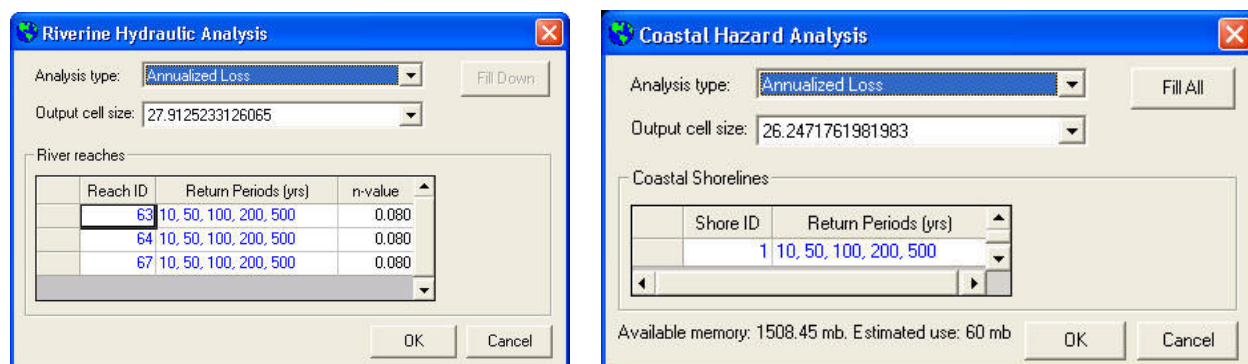 Riverine Hydraulic Analysis
Analysis type: Annualized Loss Fill Down
Output cell size: 27.9125233126065
River reaches
Reach ID Return Periods (yrs) n-value
63 10, 50, 100, 200, 500 0.080
64 10, 50, 100, 200, 500 0.080
67 10, 50, 100, 200, 500 0.080
OK Cancel
Coastal Hazard Analysis
Analysis type: Annualized Loss Fill All
Output cell size: 26.2471761981983
Coastal Shorelines
Shore ID Return Periods (yrs)
1 10, 50, 100, 200, 500
Available memory: 1508.45 mb. Estimated use: 60 mb OK Cancel